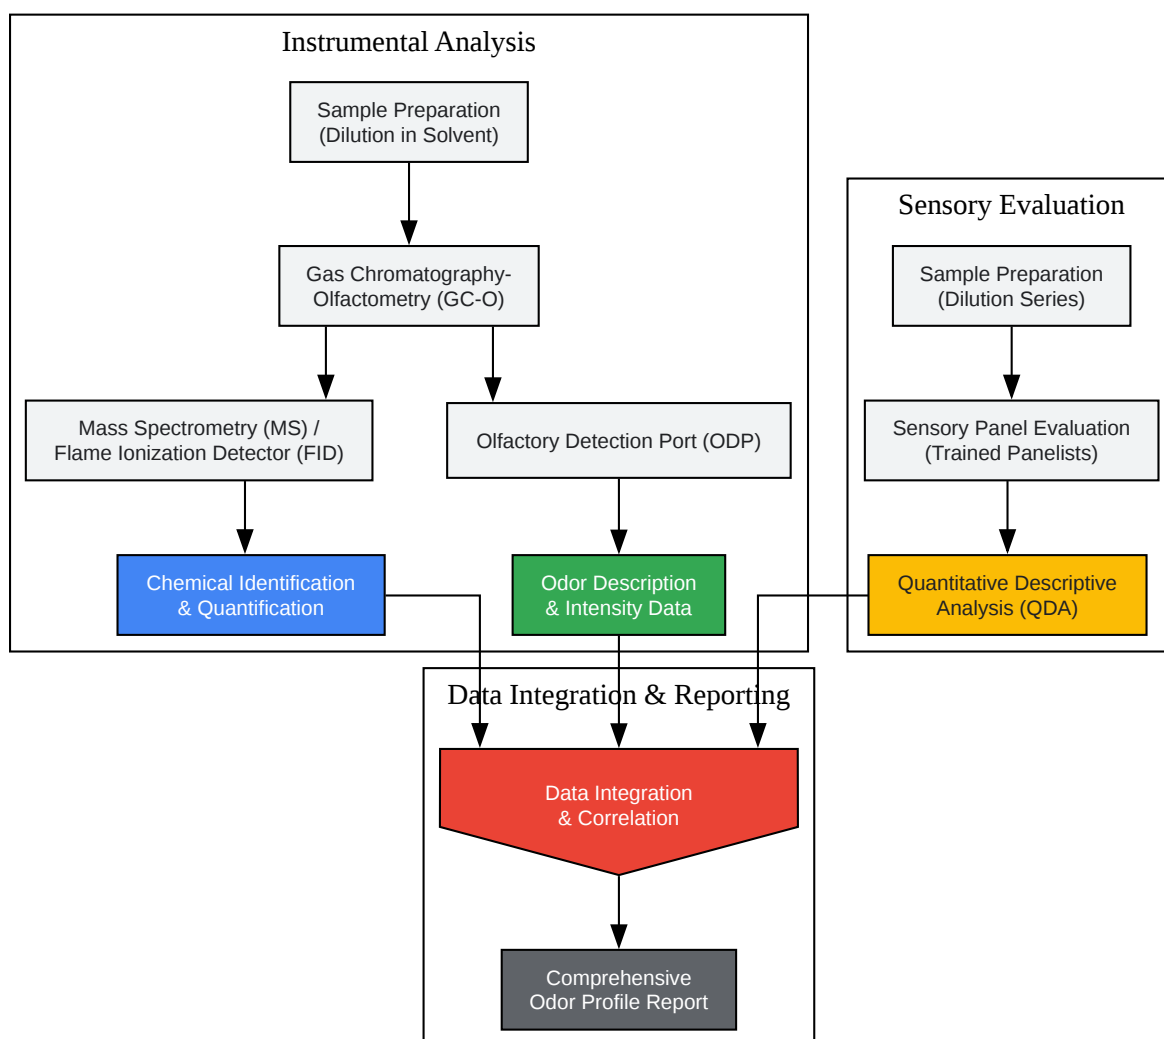 Instrumental Analysis
Sample Preparation
(Dilution in Solvent)
Gas Chromatography-
Olfactometry (GC-O)
Mass Spectrometry (MS) /
Flame Ionization Detector (FID)
Olfactory Detection Port (ODP)
Chemical Identification
& Quantification
Odor Description
& Intensity Data
Sensory Evaluation
Sample Preparation
(Dilution Series)
Sensory Panel Evaluation
(Trained Panelists)
Quantitative Descriptive
Analysis (QDA)
Data Integration & Reporting
Data Integration
& Correlation
Comprehensive
Odor Profile Report